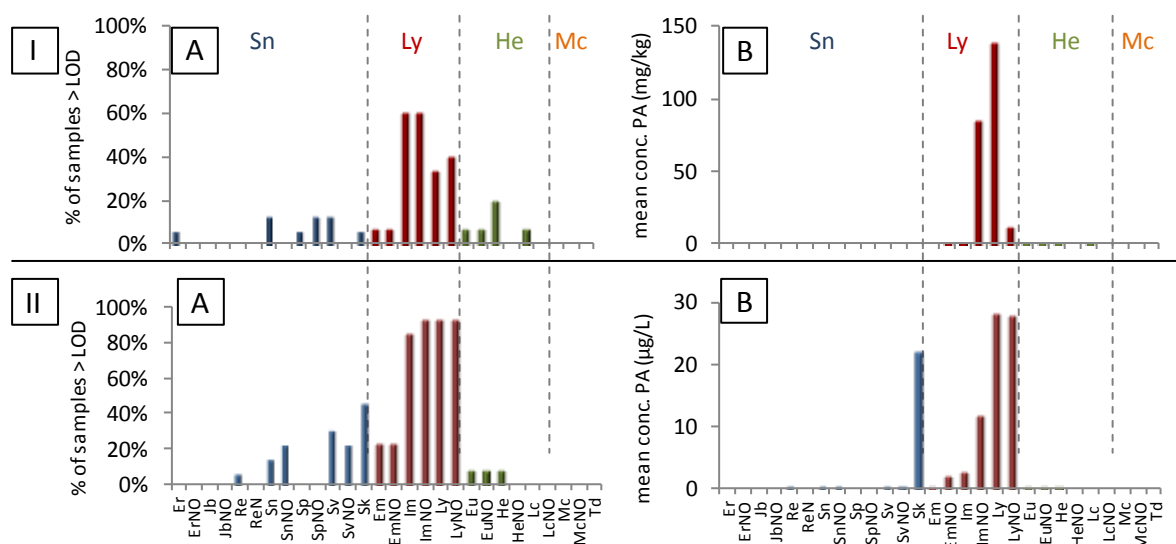 I
A
% of samples > LOD
100%
80%
60%
40%
20%
0%
Sn Ly He Mc
B
mean conc. PA (mg/kg)
150
100
50
0
Sn Ly He Mc
II
A
% of samples > LOD
100%
80%
60%
40%
20%
0%
Er
ErNO
Jb
JbNO
Re
ReN
Sn
SnNO
Sp
SpNO
Sv
SvNO
Sk
Em
EmNO
Im
ImNO
Ly
LyNO
Eu
EuNO
He
HeNO
Lc
LcNO
Mc
McNO
Td
B
mean conc. PA (µg/L)
30
20
10
0
Er
ErNO
Jb
JbNO
Re
ReN
Sn
SnNO
Sp
SpNO
Sv
SvNO
Sk
Em
EmNO
Im
ImNO
Ly
LyNO
Eu
EuNO
He
HeNO
Lc
LcNO
Mc
McNO
Td